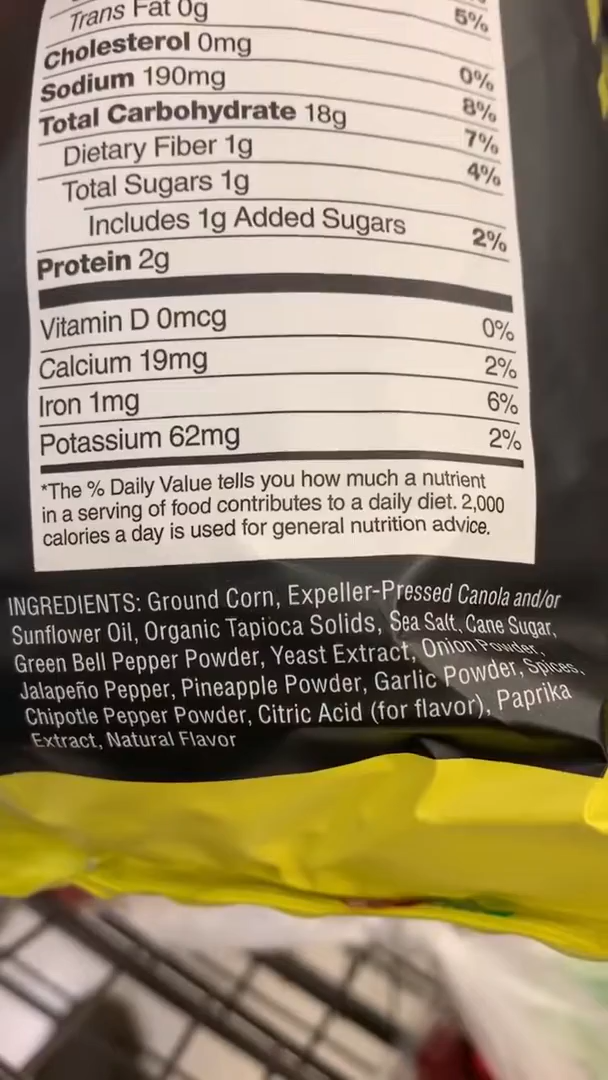 Trans Fat 0g
5%
Cholesterol 0mg
0%
Sodium 190mg
8%
Total Carbohydrate 18g
7%
Dietary Fiber 1g
4%
Total Sugars 1g
Includes 1g Added Sugars
2%
Protein 2g
Vitamin D 0mcg
0%
Calcium 19mg
2%
Iron 1mg
6%
Potassium 62mg
2%
*The % Daily Value tells you how much a nutrient
in a serving of food contributes to a daily diet. 2,000
calories a day is used for general nutrition advice.
INGREDIENTS: Ground Corn, Expeller-Pressed Canola and/or
Sunflower Oil, Organic Tapioca Solids, Sea Salt, Cane Sugar,
Green Bell Pepper Powder, Yeast Extract, Onion Powder,
Jalapeño Pepper, Pineapple Powder, Garlic Powder, Spices,
Chipotle Pepper Powder, Citric Acid (for flavor), Paprika
Extract, Natural Flavor